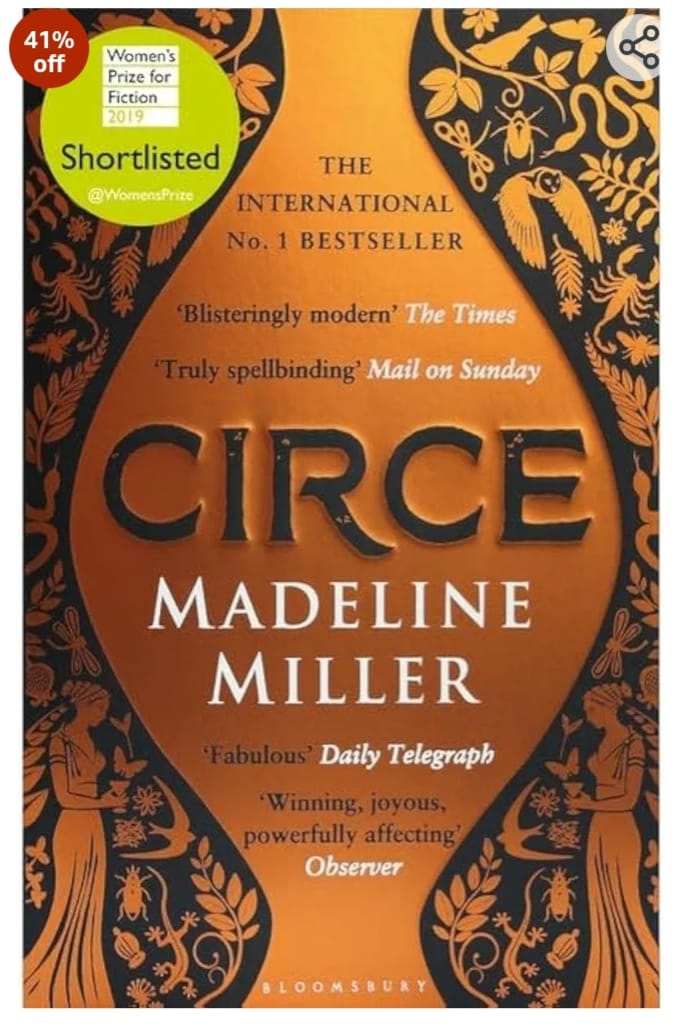 41%
off
Women's
Prize for
Fiction
2019
Shortlisted
@WomensPrize
THE
INTERNATIONAL
No. 1 BESTSELLER
‘Blisteringly modern’ The Times
‘Truly spellbinding’ Mail on Sunday
CIRCE
MADELINE
MILLER
‘Fabulous’ Daily Telegraph
‘Winning, joyous,
powerfully affecting’
Observer
BLOOMSBURY